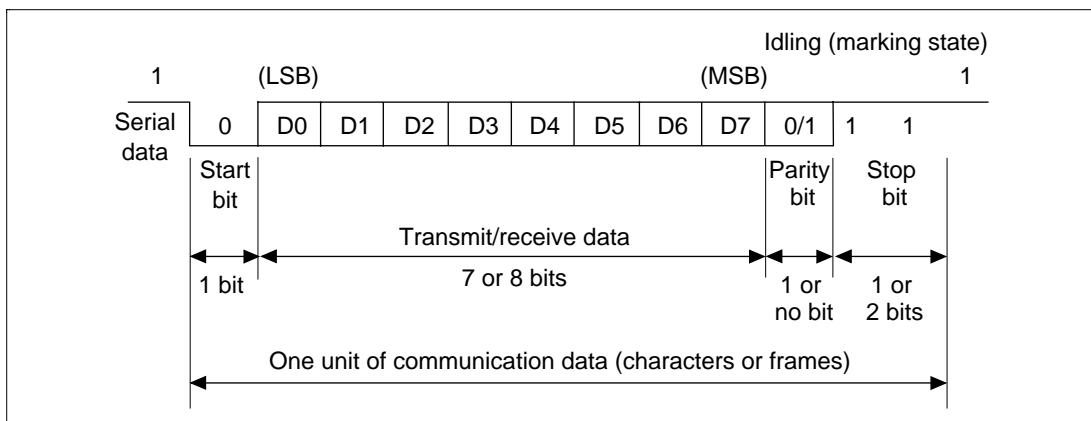 Idling (marking state)
1 (LSB) (MSB) 1
Serial data 0 D0 D1 D2 D3 D4 D5 D6 D7 0/1 1 1
Start bit Parity bit Stop bit
Transmit/receive data
1 bit 7 or 8 bits 1 or no bit 1 or 2 bits
One unit of communication data (characters or frames)